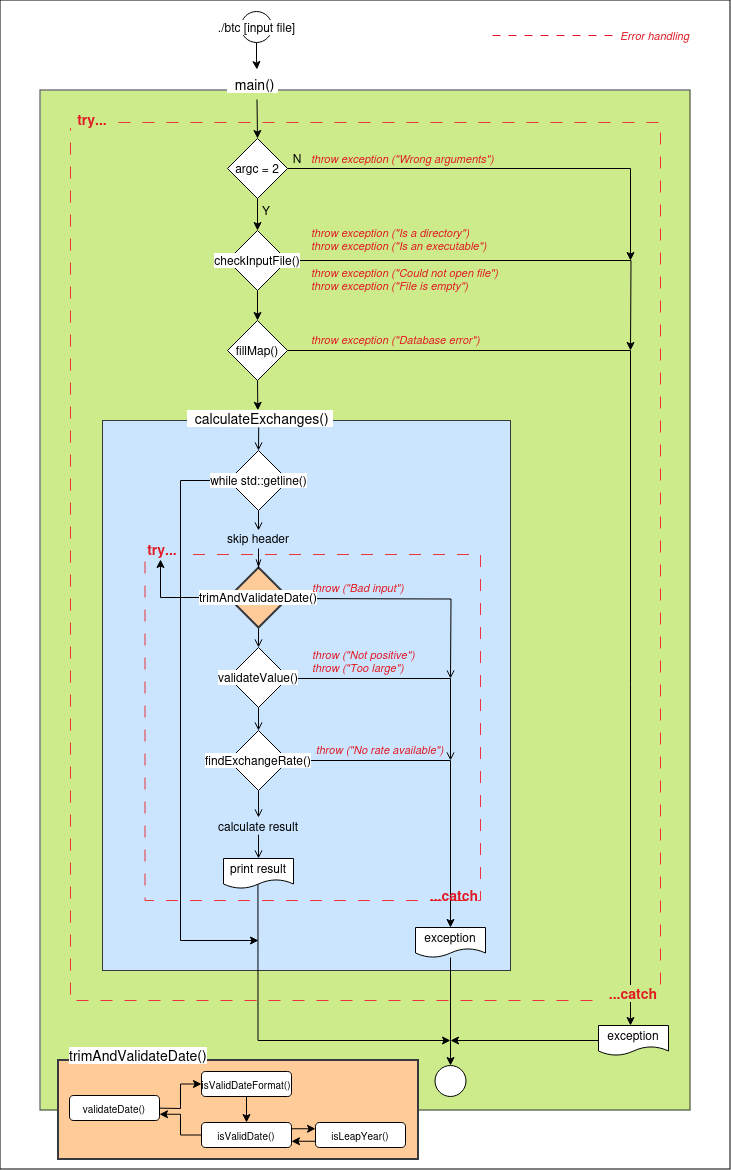 ./btc [input file]
Error handling
main()
try...
argc = 2
N
throw exception ("Wrong arguments")
Y
throw exception ("Is a directory")
throw exception ("Is an executable")
checkInputFile()
throw exception ("Could not open file")
throw exception ("File is empty")
throw exception ("Database error")
fillMap()
calculateExchanges()
while std::getline()
skip header
try...
throw ("Bad input")
trimAndValidateDate()
throw ("Not positive")
throw ("Too large")
validateValue()
throw ("No rate available")
findExchangeRate()
calculate result
print result
...catch
exception
...catch
exception
trimAndValidateDate()
isValidDateFormat()
validateDate()
isValidDate()
isLeapYear()